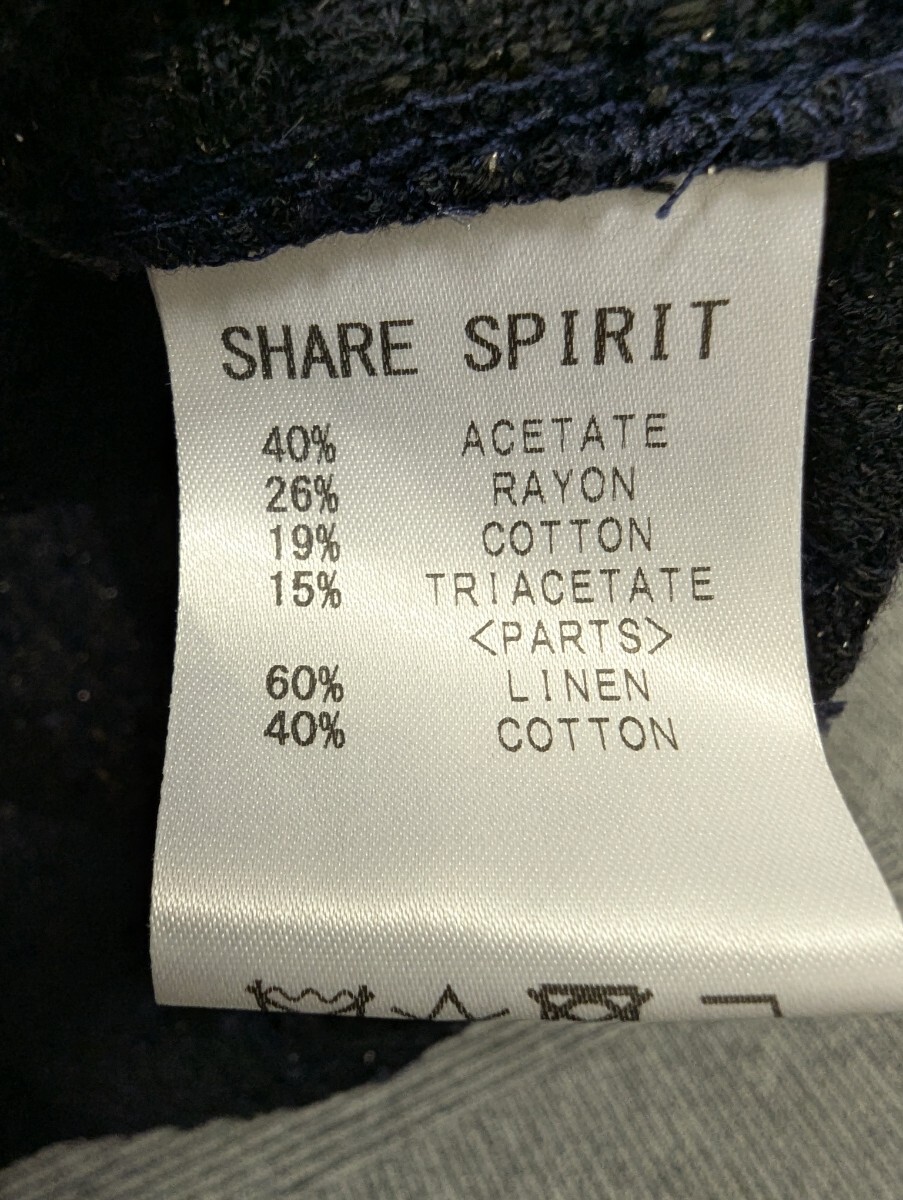 SHARE SPIRIT
40% ACETATE
26% RAYON
19% COTTON
15% TRIACETATE
<PARTS>
60% LINEN
40% COTTON